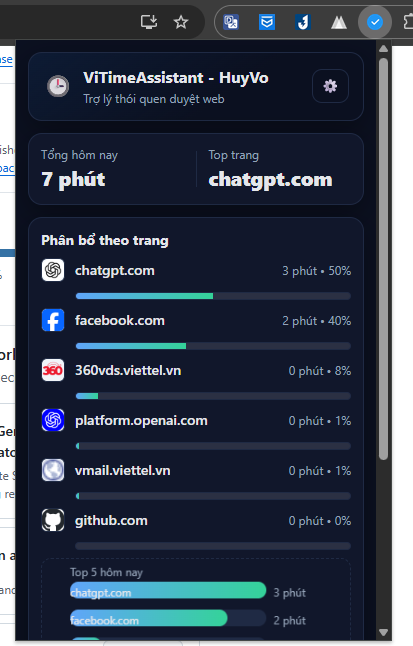 ase
ViTimeAssistant - HuyVo
Trợ lý thói quen duyệt web
Tổng hôm nay
7 phút
Top trang
chatgpt.com
Phân bổ theo trang
chatgpt.com 3 phút • 50%
facebook.com 2 phút • 40%
360 360vds.viettel.vn 0 phút • 8%
platform.openai.com 0 phút • 1%
vmail.viettel.vn 0 phút • 1%
github.com 0 phút • 0%
Top 5 hôm nay
chatgpt.com 3 phút
facebook.com 2 phút